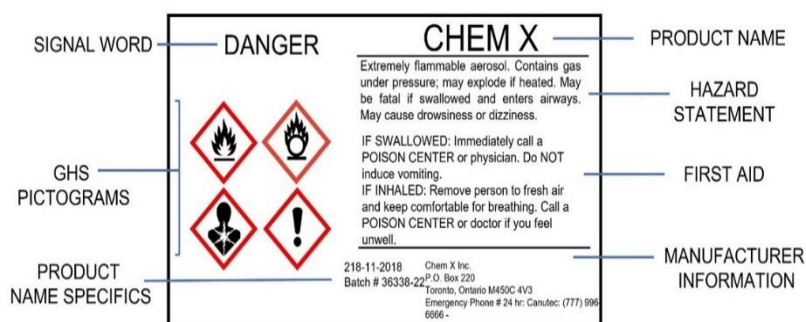 SIGNAL WORD
DANGER
CHEM X
PRODUCT NAME
Extremely flammable aerosol. Contains gas
under pressure; may explode if heated. May
be fatal if swallowed and enters airways.
May cause drowsiness or dizziness.
HAZARD
STATEMENT
IF SWALLOWED: Immediately call a
POISON CENTER or physician. Do NOT
induce vomiting.
IF INHALED: Remove person to fresh air
and keep comfortable for breathing. Call a
POISON CENTER or doctor if you feel
unwell.
GHS
PICTOGRAMS
FIRST AID
PRODUCT
NAME SPECIFICS
218-11-2018
Batch # 36338-22
Chem X Inc.
P.O. Box 220
Toronto, Ontario M450C 4V3
Emergency Phone # 24 hr: Canutec: (777) 996-
6666 -
MANUFACTURER
INFORMATION